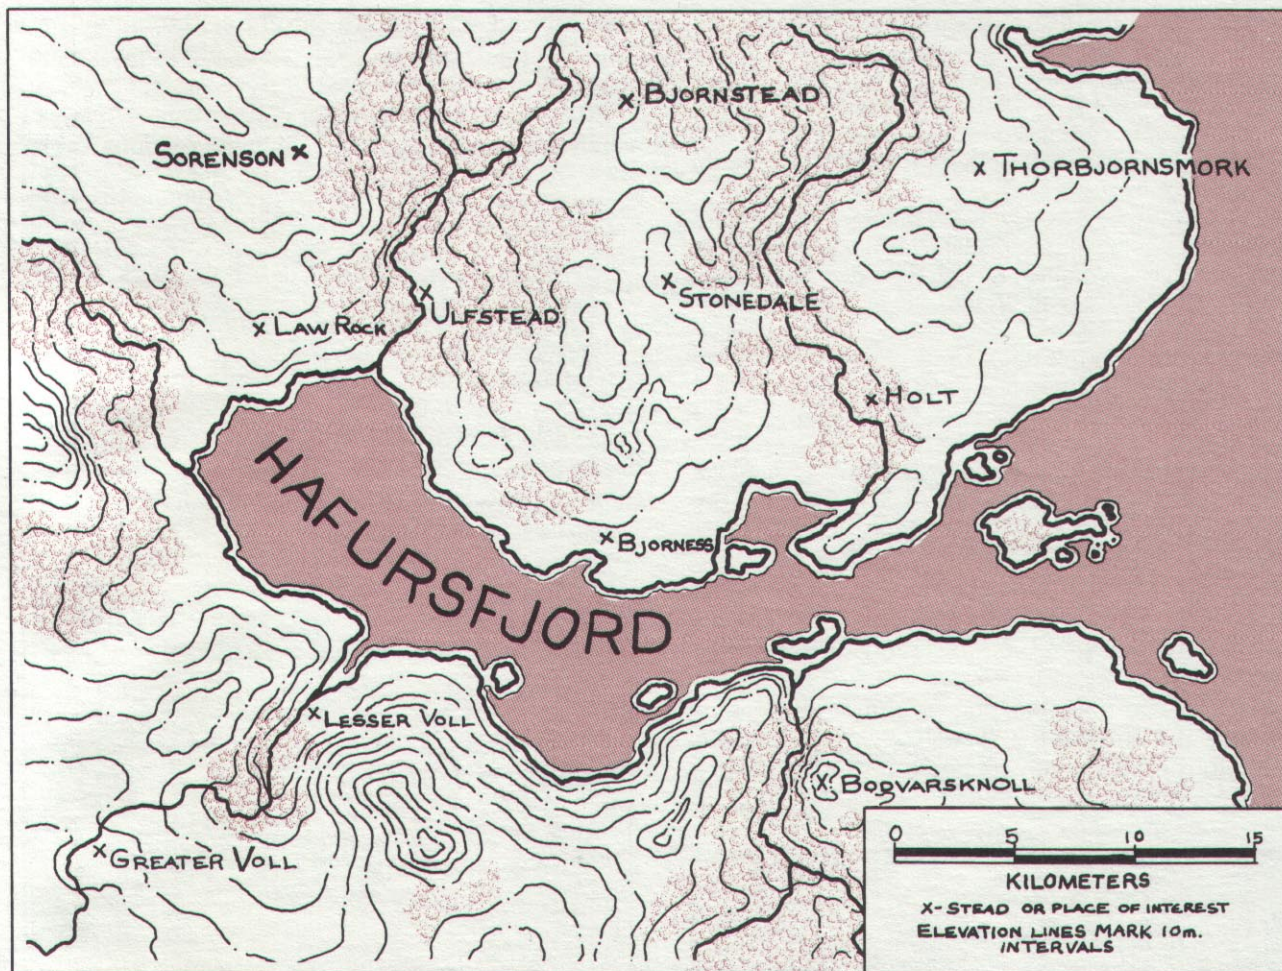 BJORNSTEAD
SORENSON
THORBJORNSMORK
STONEDALE
ULFSTEAD
LAW ROCK
HOLT
HAFURSFJORD
BJORNESS
LESSER VOLL
BODVARSKNOLL
GREATER VOLL
0 5 10 15
KILOMETERS
X-STEAD OR PLACE OF INTEREST
ELEVATION LINES MARK 10m.
INTERVALS